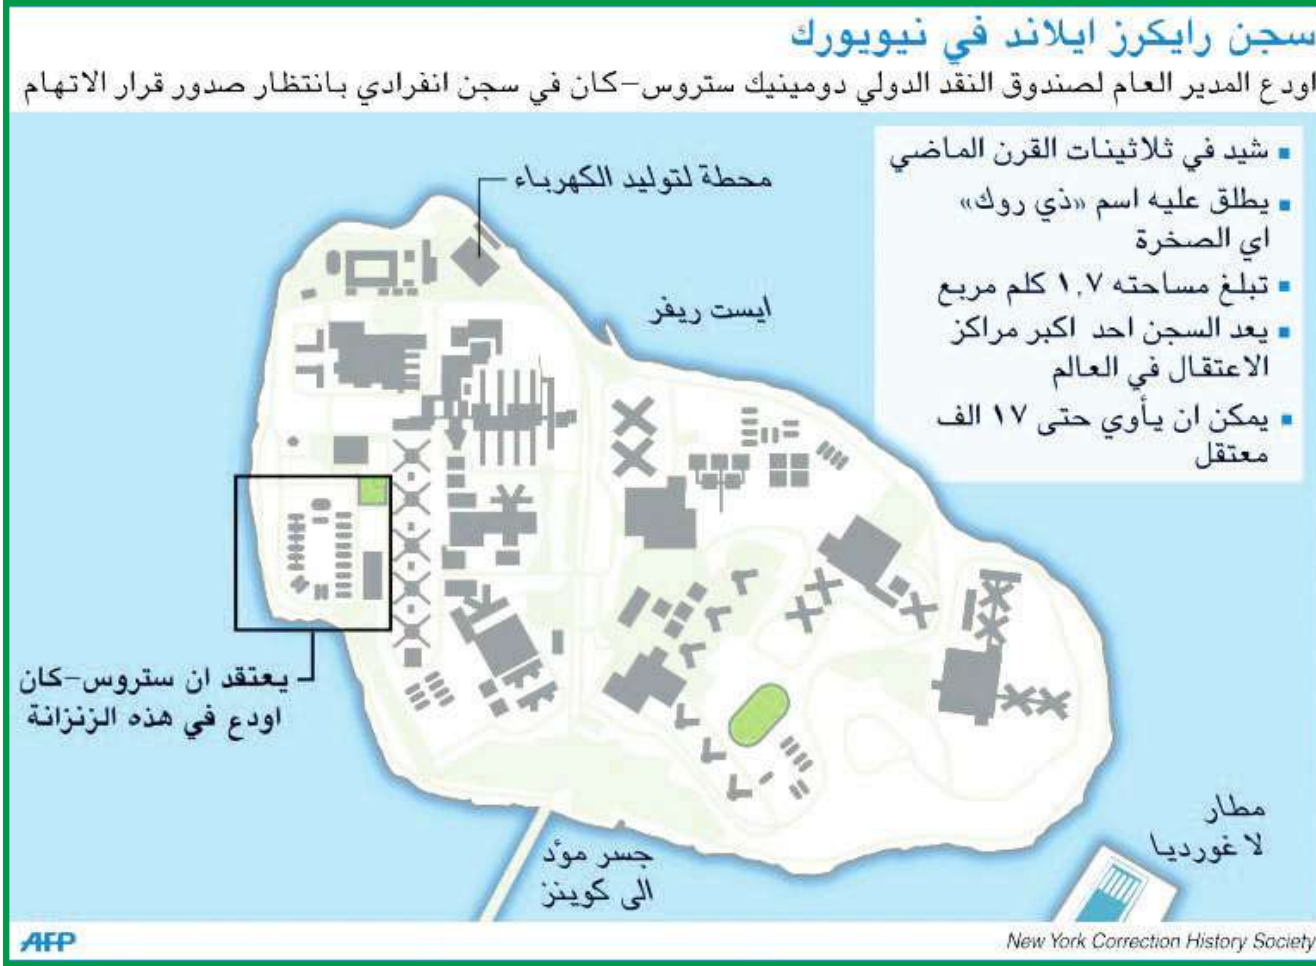 سجن رايكرز ايلاند في نيويورك
اودع المدير العام لصندوق النقد الدولي دومينيك ستروس-كان في سجن انفرادي بانتظار صدور قرار الاتهام
▪ شيد في ثلاثينات القرن الماضي
▪ يطلق عليه اسم «ذي روك»
اي الصخرة
▪ تبلغ مساحته ١,٧ كلم مربع
▪ يعد السجن احد اكبر مراكز
الاعتقال في العالم
▪ يمكن ان يأوي حتى ١٧ الف
معتقل
محطة لتوليد الكهرباء
ايست ريفر
يعتقد ان ستروس-كان
اودع في هذه الزنزانة
جسر مؤد
الى كوينز
مطار
لا غورديا
AFP
New York Correction History Society